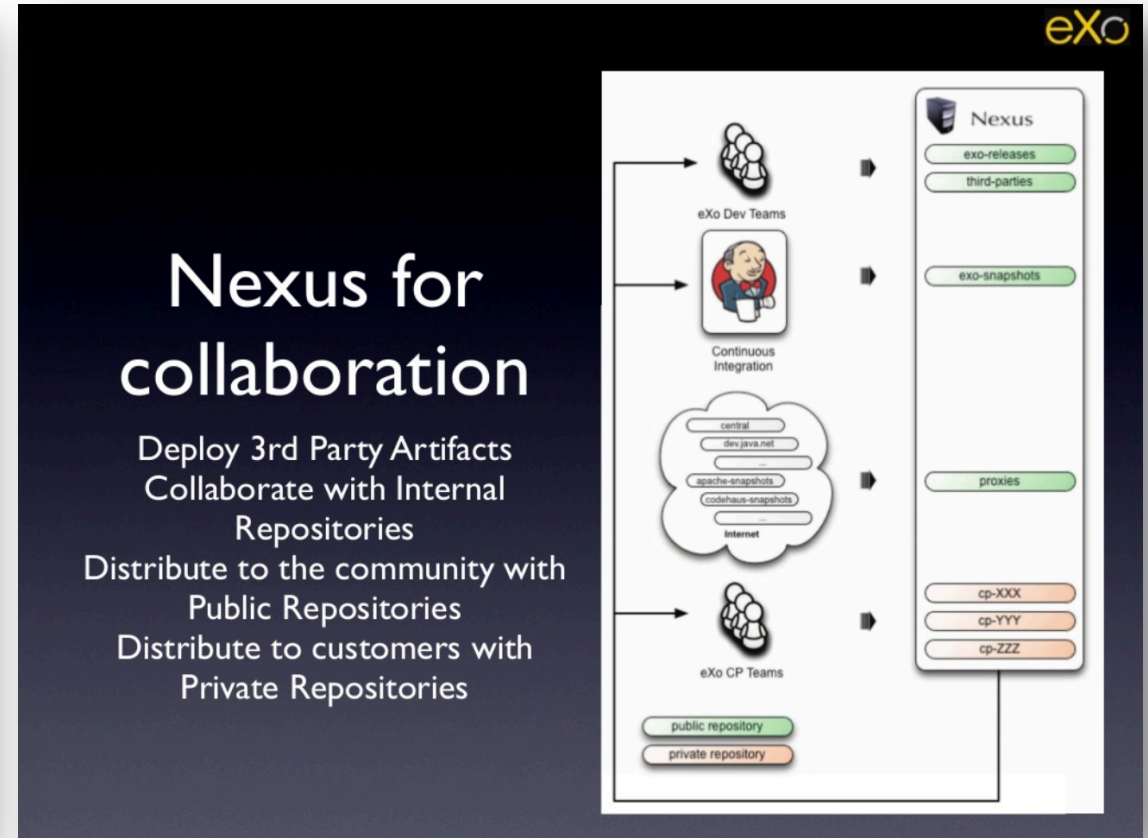 eXo
Nexus for
collaboration
Deploy 3rd Party Artifacts
Collaborate with Internal
Repositories
Distribute to the community with
Public Repositories
Distribute to customers with
Private Repositories
Nexus
exo-releases
third-parties
eXo Dev Teams
exo-snapshots
Continuous
Integration
central
dev.java.net
...
apache-snapshots
codehaus-snapshots
...
Internet
proxies
cp-XXX
cp-YYY
cp-ZZZ
eXo CP Teams
public repository
private repository